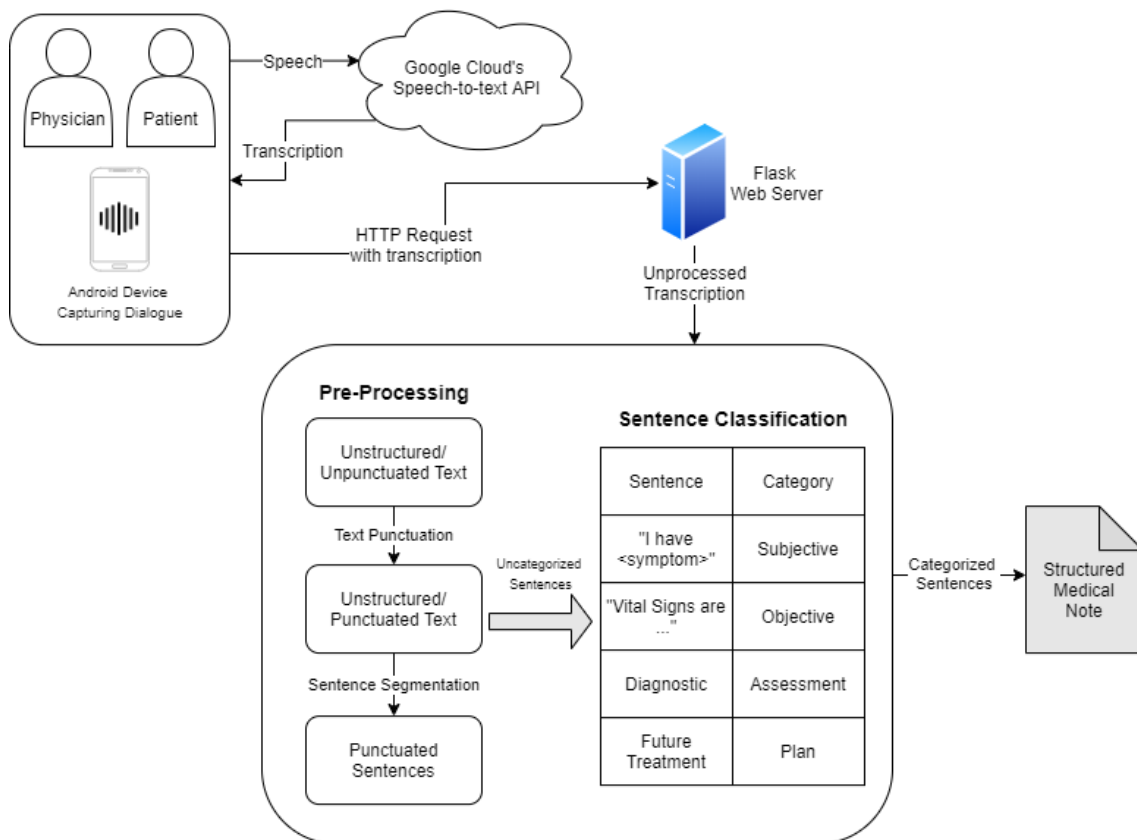 Physician
Patient
Android Device
Capturing Dialogue
Speech
Google Cloud's
Speech-to-text API
Transcription
HTTP Request
with transcription
Flask
Web Server
Unprocessed
Transcription
Pre-Processing
Unstructured/
Unpunctuated Text
Text Punctuation
Unstructured/
Punctuated Text
Sentence Segmentation
Punctuated
Sentences
Uncategorized
Sentences
Sentence Classification
Sentence
Category
"I have
<symptom>"
Subjective
"Vital Signs are
..."
Objective
Diagnostic
Assessment
Future
Treatment
Plan
Categorized
Sentences
Structured
Medical
Note